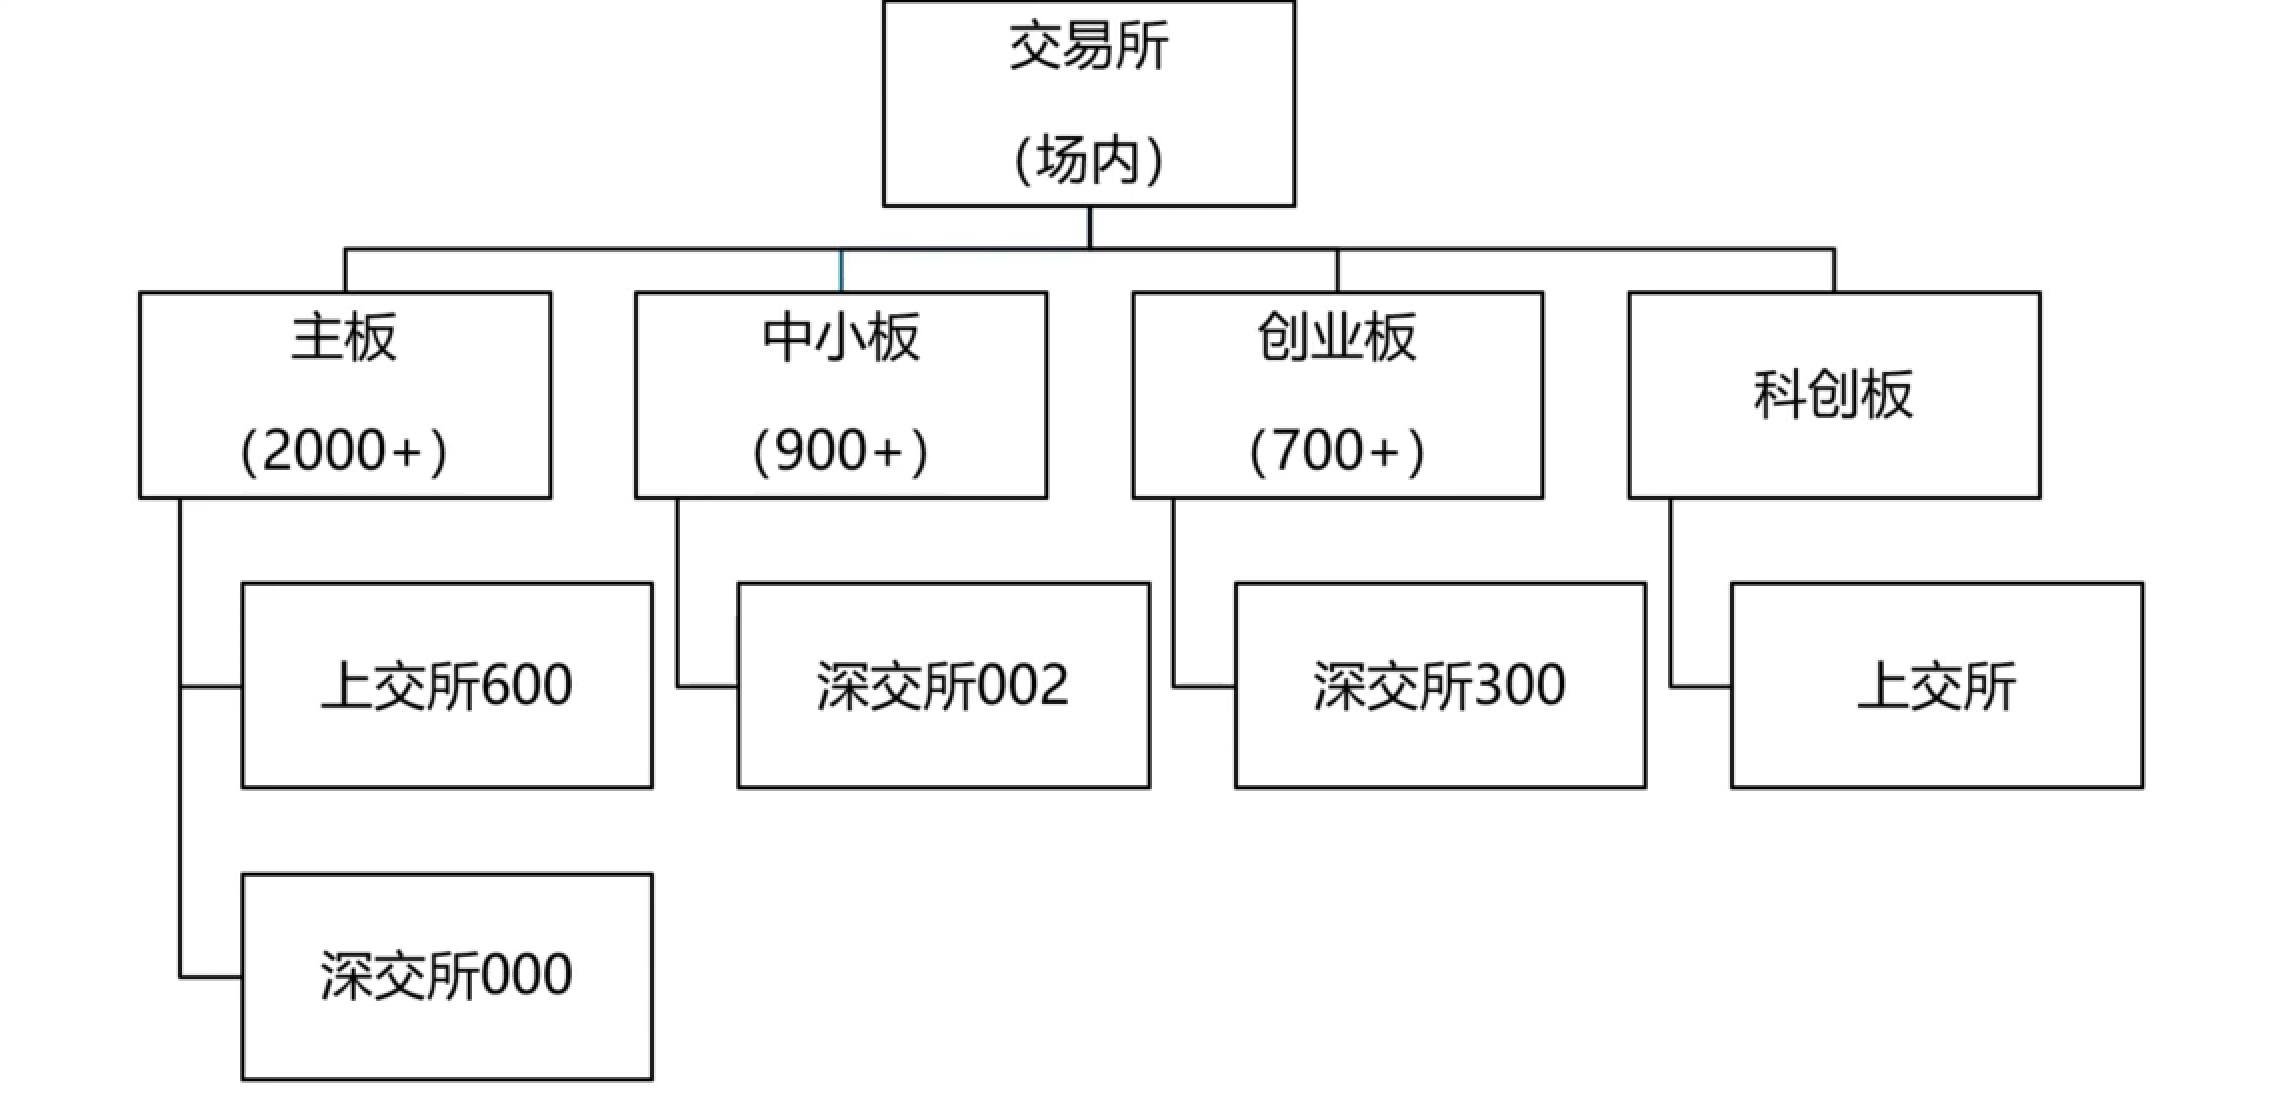 交易所
（场内）
主板
（2000+）
中小板
（900+）
创业板
（700+）
科创板
上交所600
深交所002
深交所300
上交所
深交所000